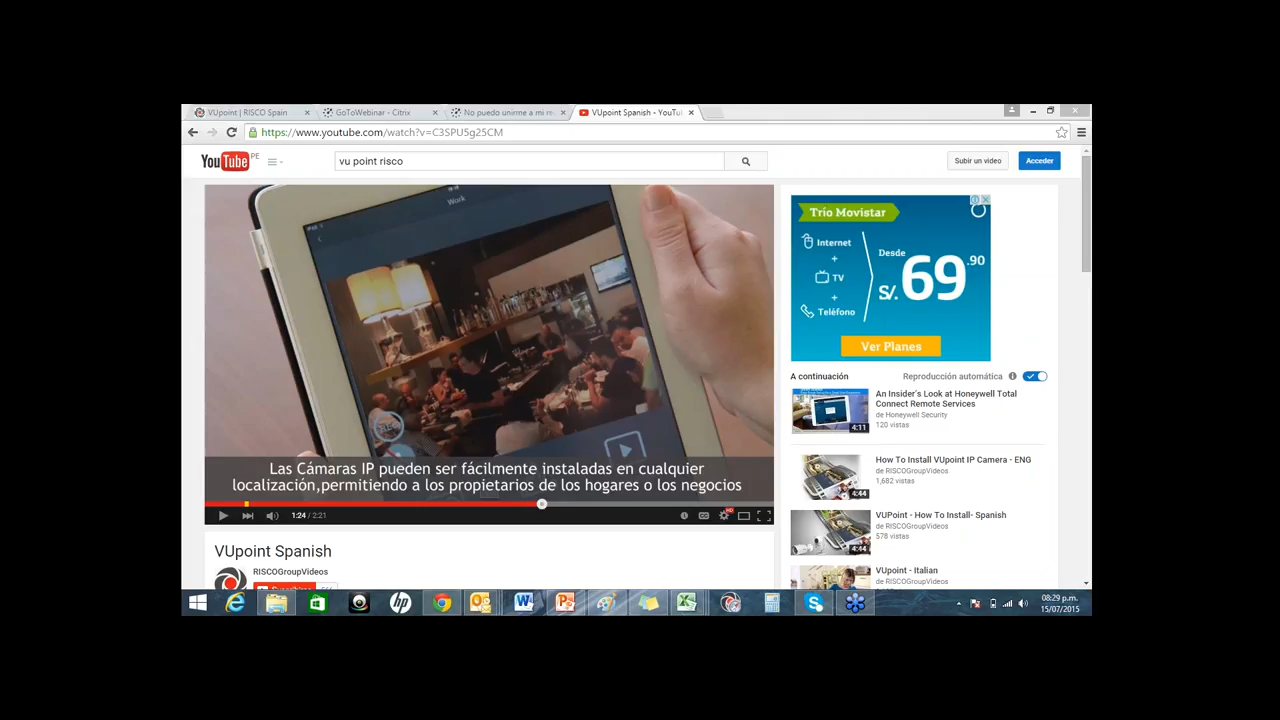 VUpoint | RISCO Spain
GoToWebinar - Citrix
No puedo unirme a mi re
VUpoint Spanish - YouTu
https://www.youtube.com/watch?v=C3SPU5g25CM
YouTube PE
vu point risco
Subir un video
Acceder
Work
Las Cámaras IP pueden ser fácilmente instaladas en cualquier
localización,permitiendo a los propietarios de los hogares o los negocios
1:24 / 2:21
HD
VUpoint Spanish
RISCOGroupVideos
Trío Movistar
Internet
+
TV
+
Teléfono
Desde
S/. 69.90
Ver Planes
A continuación
Reproducción automática
An Insider's Look at Honeywell Total
Connect Remote Services
de Honeywell Security
120 vistas
4:11
How To Install VUpoint IP Camera - ENG
de RISCOGroupVideos
1,682 vistas
4:44
VUPoint - How To Install- Spanish
de RISCOGroupVideos
578 vistas
4:44
VUpoint - Italian
de RISCOGroupVideos
08:29 p.m.
15/07/2015